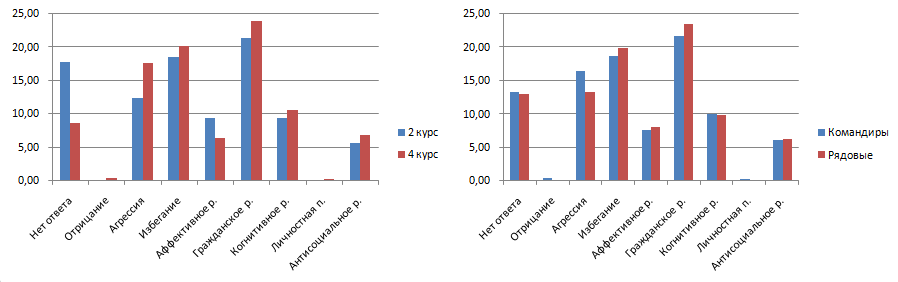 25,00
20,00
15,00
10,00
5,00
0,00
Нет ответа
Отрицание
Агрессия
Избегание
Аффективное р.
Гражданское р.
Когнитивное р.
Личностная п.
Антисоциальное р.
2 курс
4 курс
25,00
20,00
15,00
10,00
5,00
0,00
Нет ответа
Отрицание
Агрессия
Избегание
Аффективное р.
Гражданское р.
Когнитивное р.
Личностная п.
Антисоциальное р.
Командиры
Рядовые